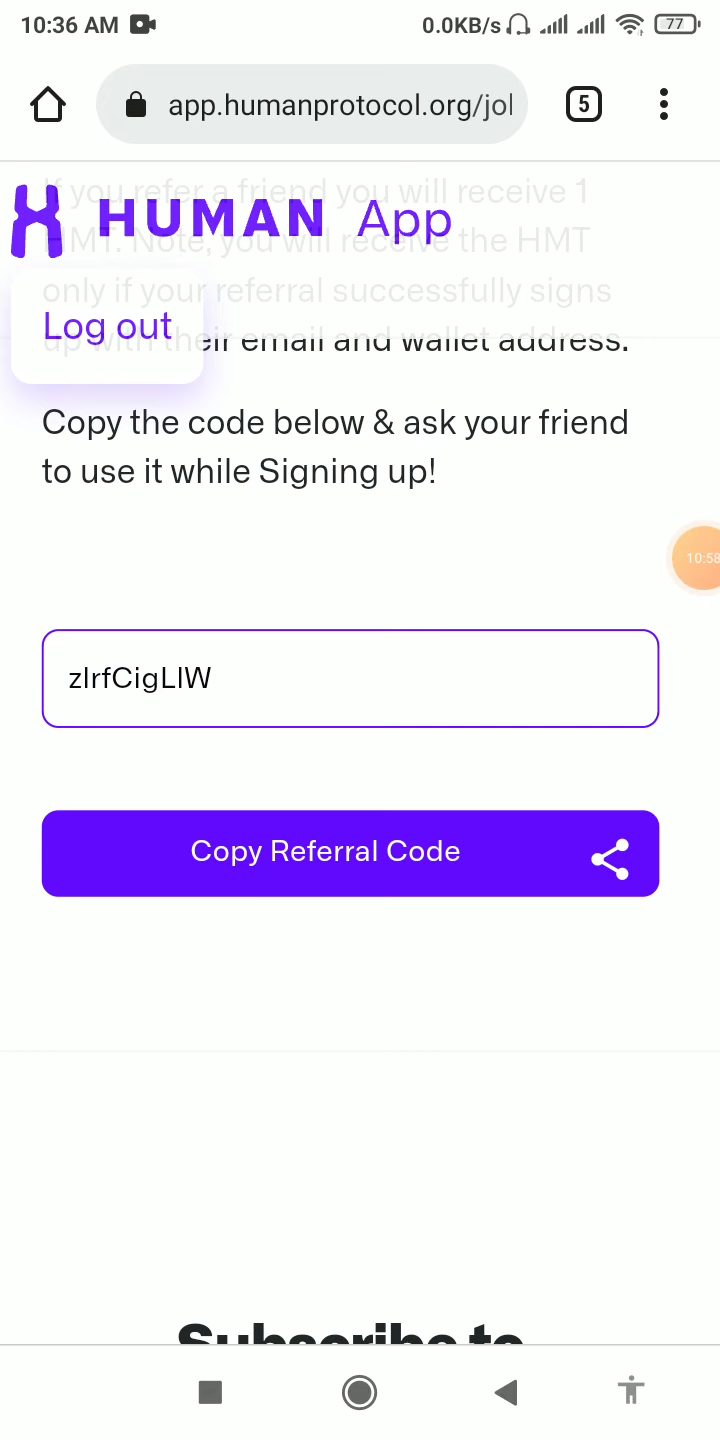 10:36 AM
0.0KB/s
77
app.humanprotocol.org/jol
5
If you refer a friend you will receive 1
HUMAN App
HMT. Note, you will receive the HMT
only if your referral successfully signs
Log out
up with their email and wallet address.
Copy the code below & ask your friend
to use it while Signing up!
10:58
zIrfCigLIW
Copy Referral Code
Subscribe to